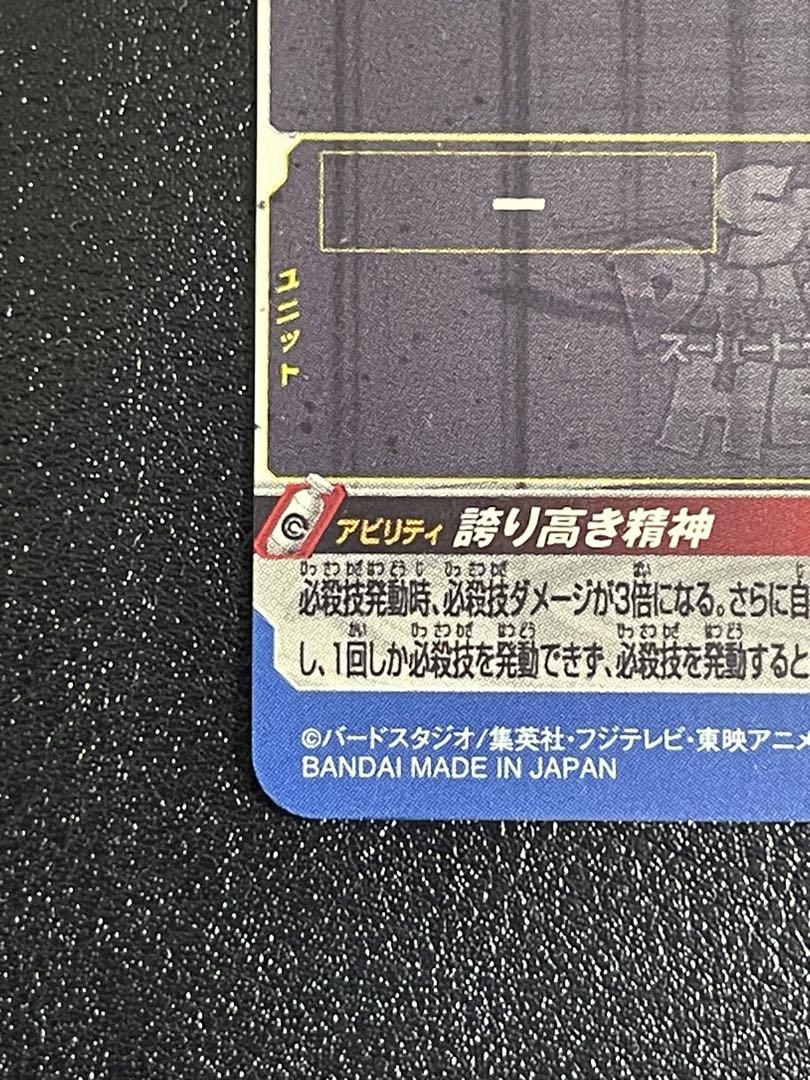 ー
ユニット
スーパード
アビリティ 誇り高き精神
必殺技発動時、必殺技ダメージが3倍になる。さらに自
し、1回しか必殺技を発動できず、必殺技を発動すると
©バードスタジオ/集英社・フジテレビ・東映アニメ
BANDAI MADE IN JAPAN